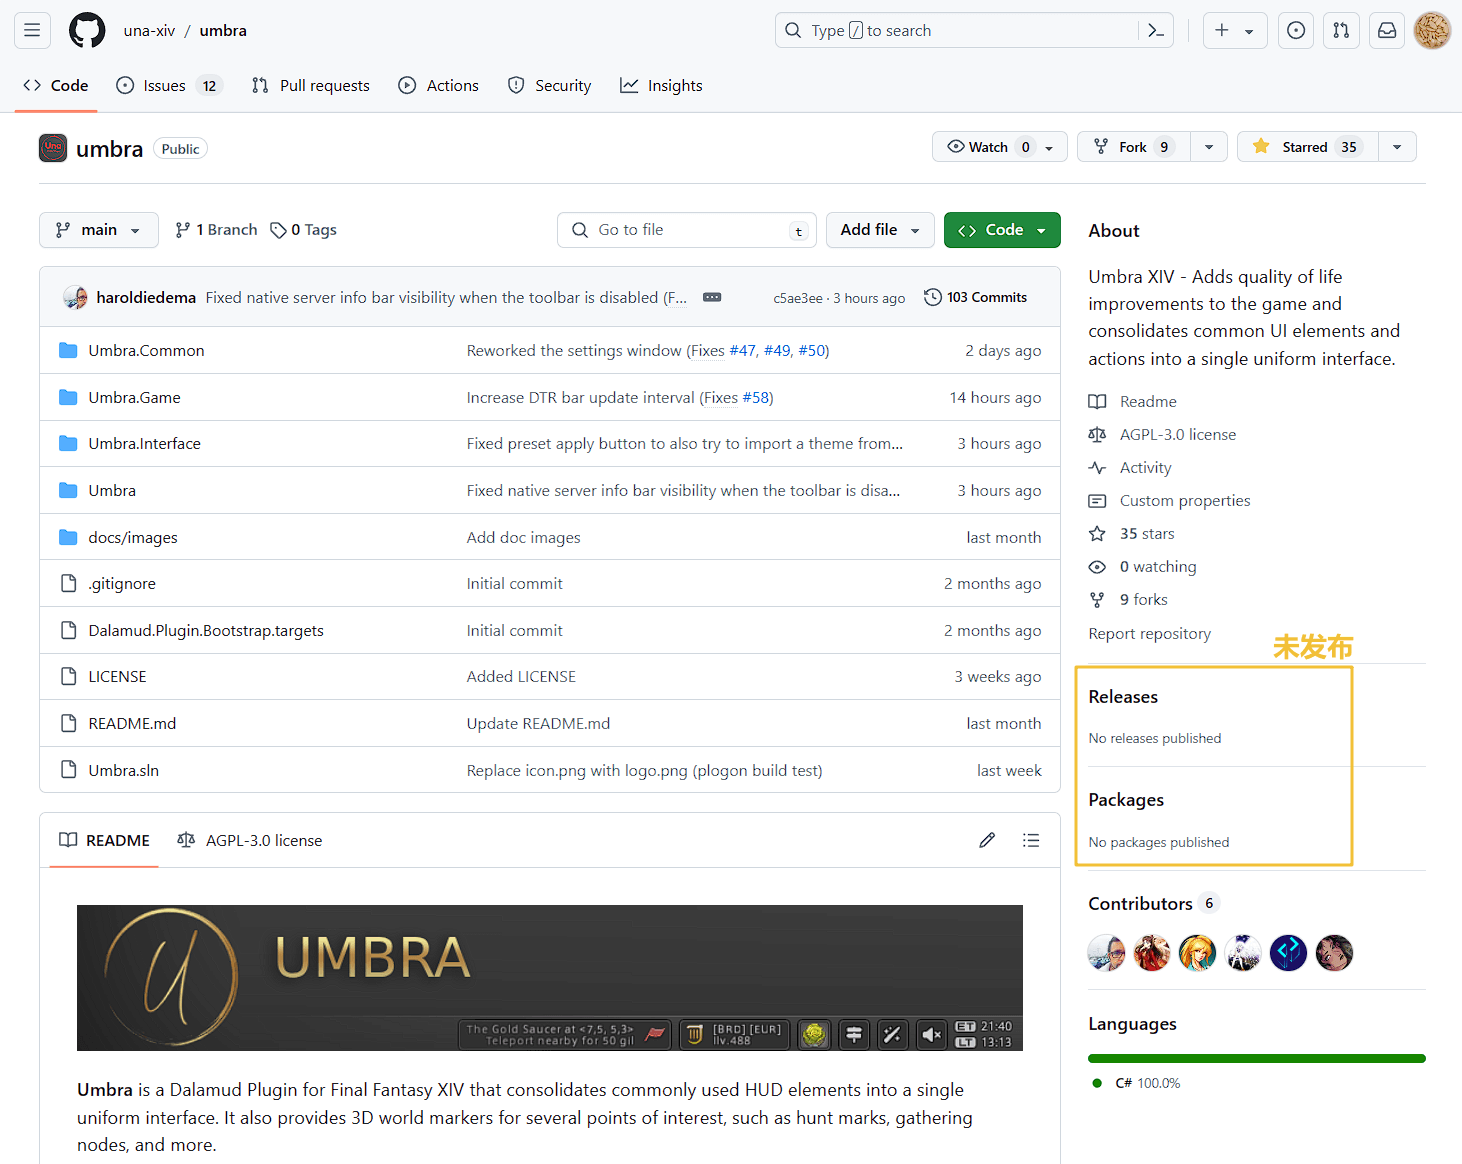 una-xiv / umbra
Type / to search
Code
Issues 12
Pull requests
Actions
Security
Insights
Una
umbra Public
Watch 0
Fork 9
Starred 35
main
1 Branch
0 Tags
Go to file t
Add file
Code
haroldiedema Fixed native server info bar visibility when the toolbar is disabled (F... c5ae3ee · 3 hours ago 103 Commits
Umbra.Common Reworked the settings window (Fixes #47, #49, #50) 2 days ago
Umbra.Game Increase DTR bar update interval (Fixes #58) 14 hours ago
Umbra.Interface Fixed preset apply button to also try to import a theme from... 3 hours ago
Umbra Fixed native server info bar visibility when the toolbar is disa... 3 hours ago
docs/images Add doc images last month
.gitignore Initial commit 2 months ago
Dalamud.Plugin.Bootstrap.targets Initial commit 2 months ago
LICENSE Added LICENSE 3 weeks ago
README.md Update README.md last month
Umbra.sln Replace icon.png with logo.png (plogon build test) last week
README
AGPL-3.0 license
U
UMBRA
The Gold Saucer at <7,5, 5,3>
Teleport nearby for 50 gil
[BRD] [EUR]
ilv.488
ET 21:40
LT 13:13
Umbra is a Dalamud Plugin for Final Fantasy XIV that consolidates commonly used HUD elements into a single
uniform interface. It also provides 3D world markers for several points of interest, such as hunt marks, gathering
nodes, and more.
About
Umbra XIV - Adds quality of life
improvements to the game and
consolidates common UI elements and
actions into a single uniform interface.
Readme
AGPL-3.0 license
Activity
Custom properties
35 stars
0 watching
9 forks
Report repository
未发布
Releases
No releases published
Packages
No packages published
Contributors 6
Languages
C# 100.0%